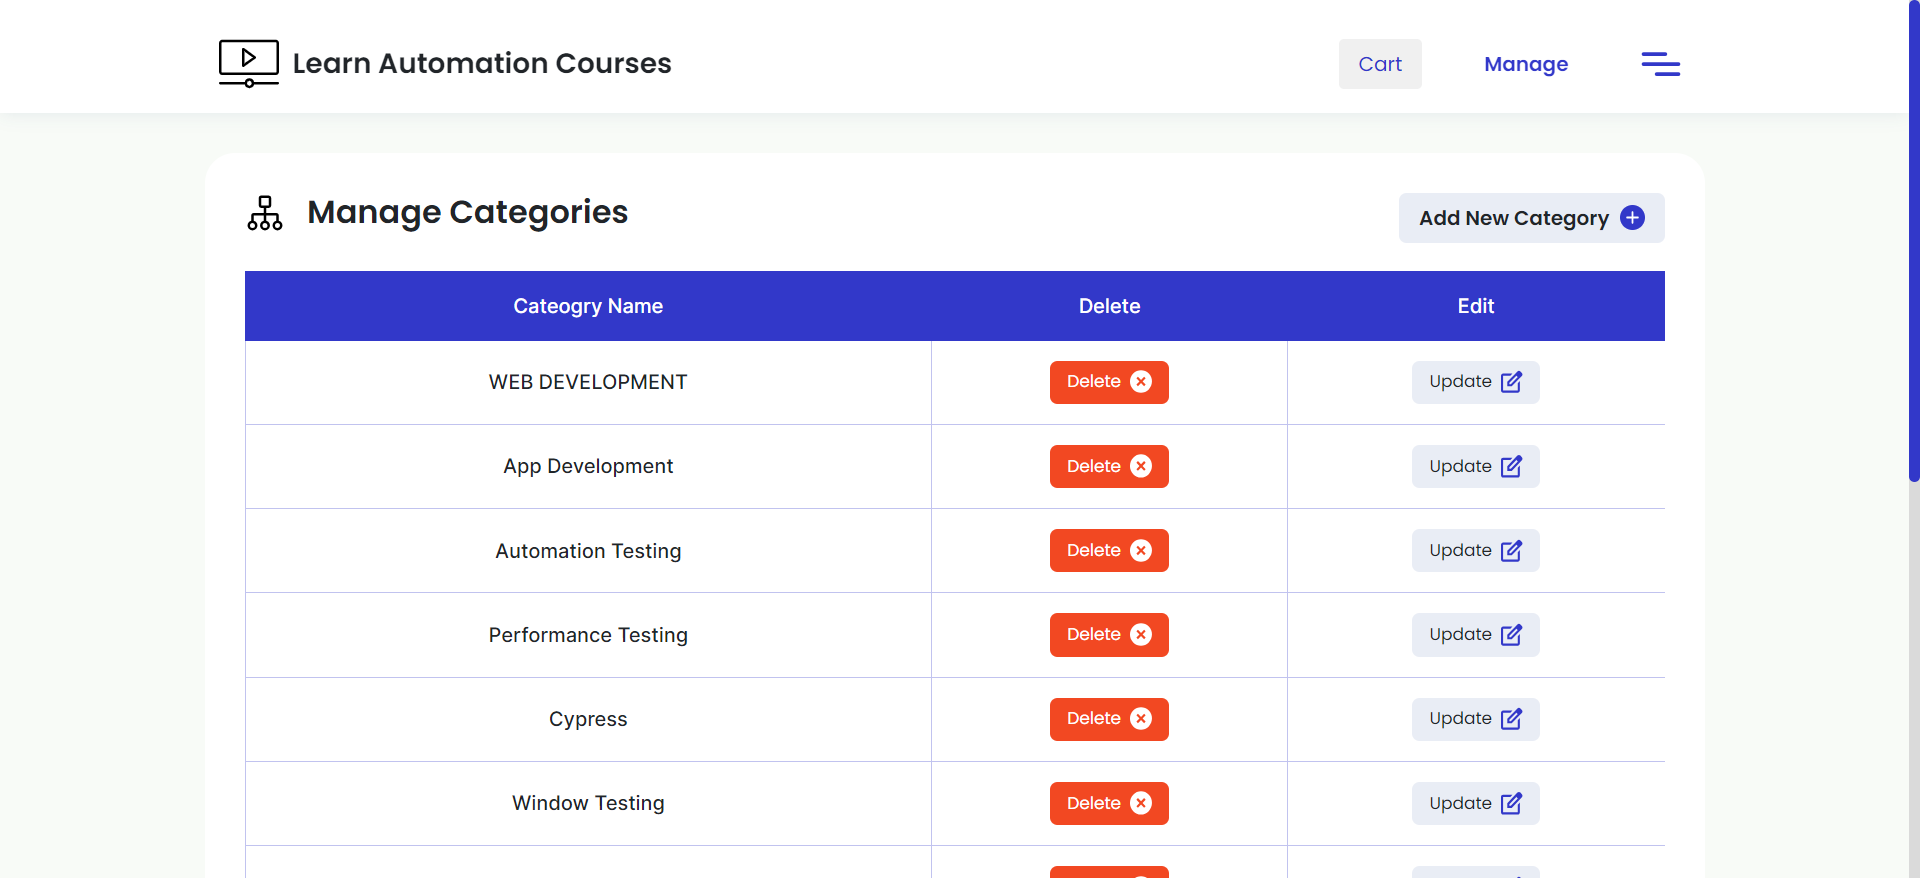 Learn Automation Courses
Cart
Manage
Manage Categories
Add New Category
Cateogry Name Delete Edit
WEB DEVELOPMENT Delete Update
App Development Delete Update
Automation Testing Delete Update
Performance Testing Delete Update
Cypress Delete Update
Window Testing Delete Update